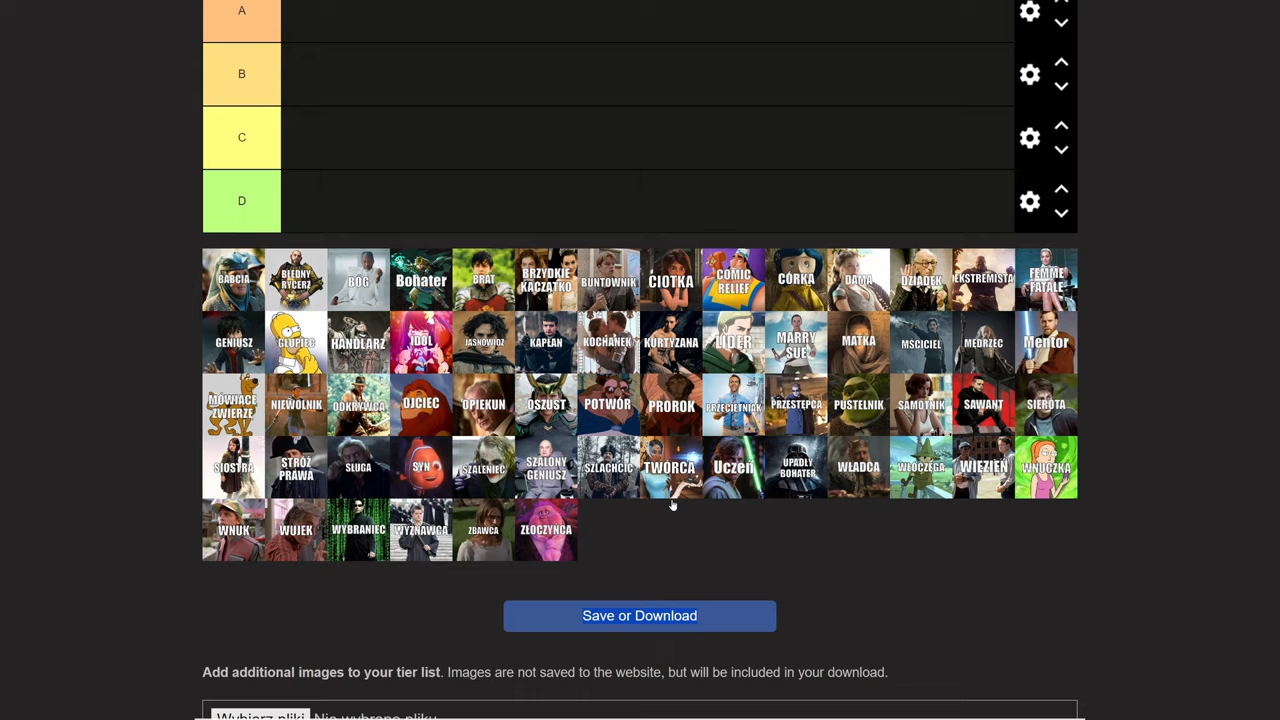 A
B
C
D
BABCIA
BŁĘDNY
RYCERZ
BÓG
Bohater
BRAT
BRZYDKIE
KACZĄTKO
BUNTOWNIK
CIOTKA
COMIC
RELIEF
CÓRKA
DAMA
DZIADEK
EKSTREMISTA
FEMME
FATALE
GENIUSZ
GŁUPIEC
HANDLARZ
IDOL
JASNOWIDZ
KAPŁAN
KOCHANEK
KURTYZANA
LIDER
MARRY
SUE
MATKA
MŚCICIEL
MĘDRZEC
Mentor
MÓWIĄCE
ZWIERZĘ
NIEWOLNIK
ODKRYWCA
OJCIEC
OPIEKUN
OSZUST
POTWÓR
PROROK
PRZECIĘTNIAK
PRZESTĘPCA
PUSTELNIK
SAMOTNIK
SAWANT
SIEROTA
SIOSTRA
STRÓŻ
PRAWA
SŁUGA
SYN
SZALENIEC
SZALONY
GENIUSZ
SZLACHCIC
TWÓRCA
Uczeń
UPADŁY
BOHATER
WŁADCA
WŁÓCZĘGA
WIĘZIEŃ
WNUCZKA
WNUK
WUJEK
WYBRANIEC
WYZNAWCA
ZBAWCA
ZŁOCZYŃCA
Save or Download
Add additional images to your tier list. Images are not saved to the website, but will be included in your download.
Wybierz pliki Nie wybrano pliku